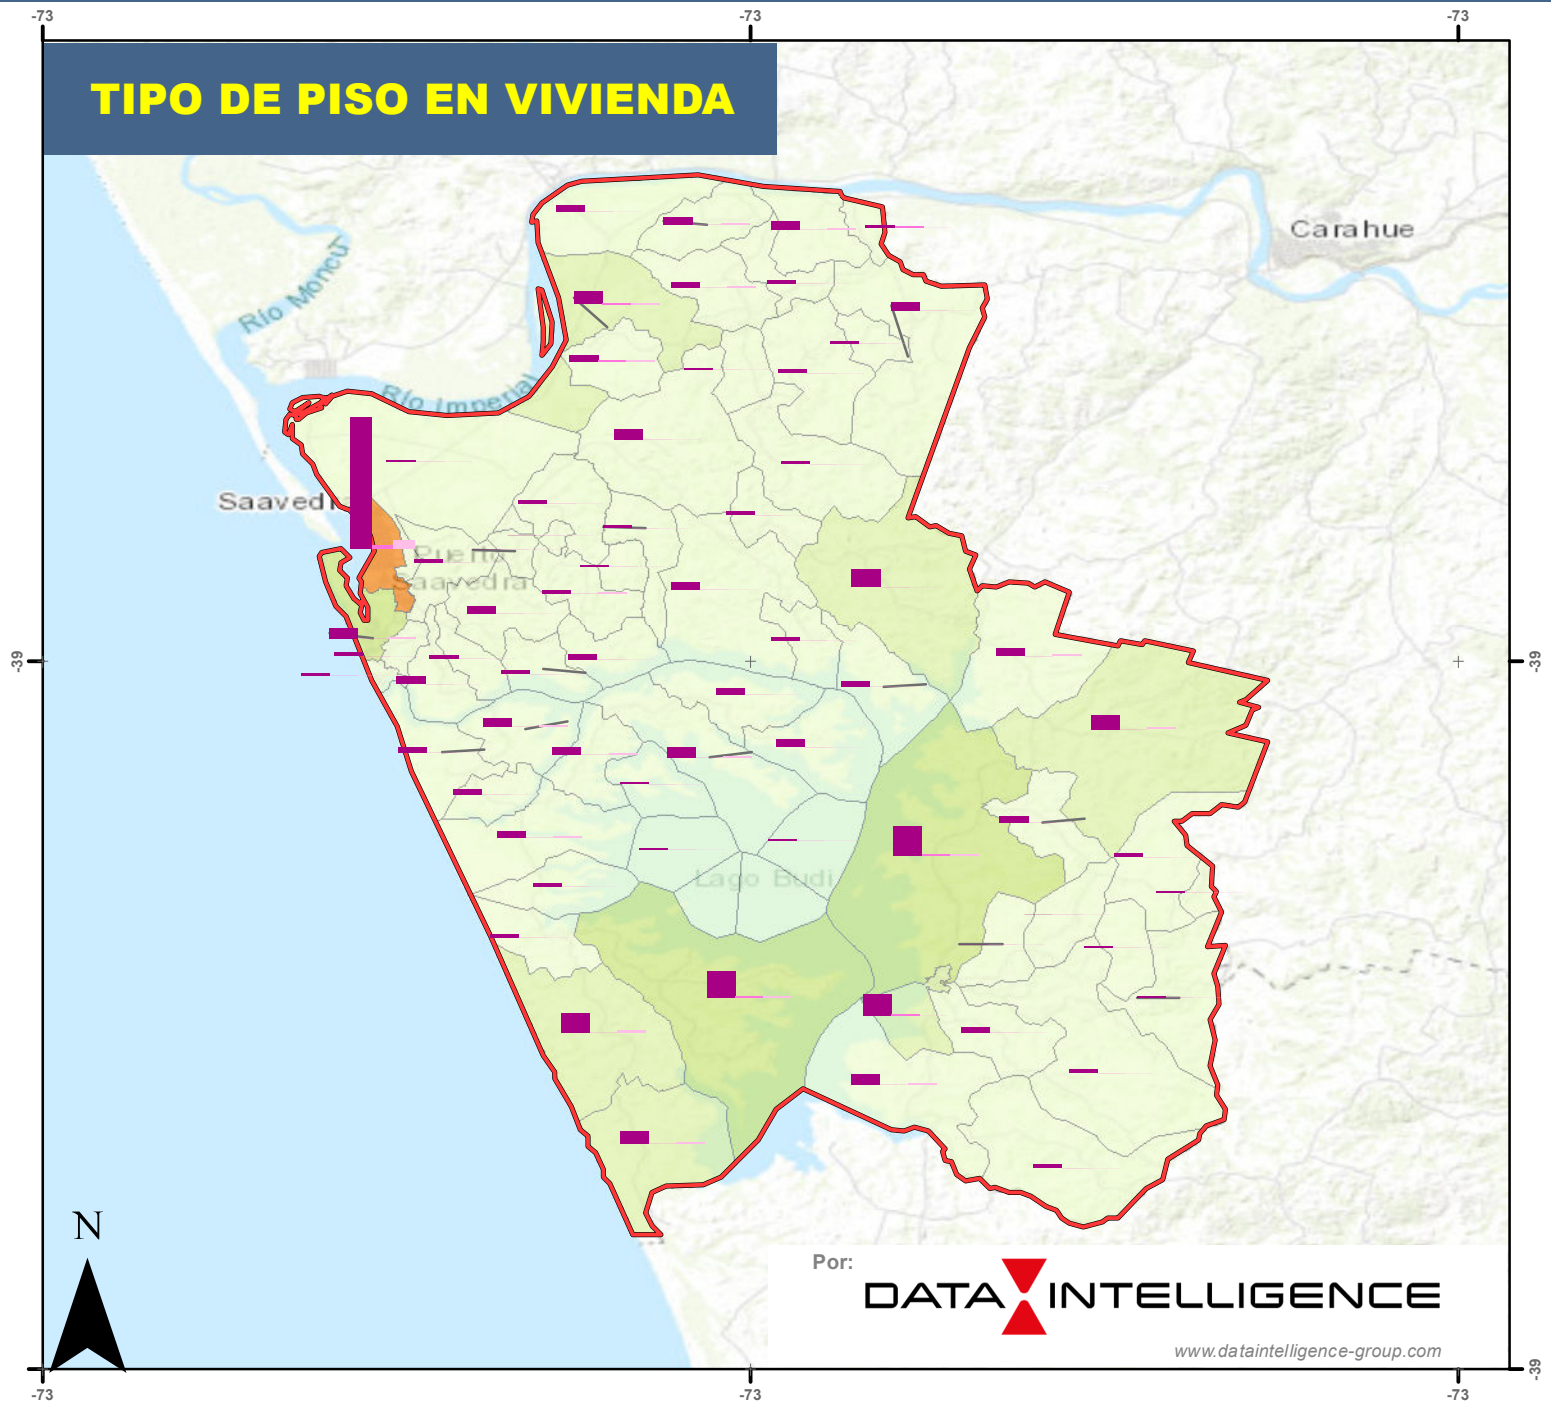 -73 -73 -73
TIPO DE PISO EN VIVIENDA
Carahue
Río Moncul
Río Imperial
Saavedra
Puerto
Saavedra
-39 -39
Lago Budi
N
Por:
DATA INTELLIGENCE
www.dataintelligence-group.com
-39
-73 -73 -73